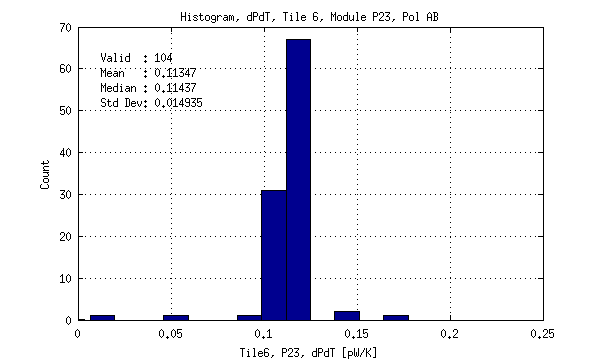 Histogram, dPdT, Tile 6, Module P23, Pol AB
70
60
50
40
30
20
10
0
Count
Valid : 104
Mean : 0.11347
Median : 0.11437
Std Dev: 0.014935
0 0.05 0.1 0.15 0.2 0.25
Tile6, P23, dPdT [pW/K]